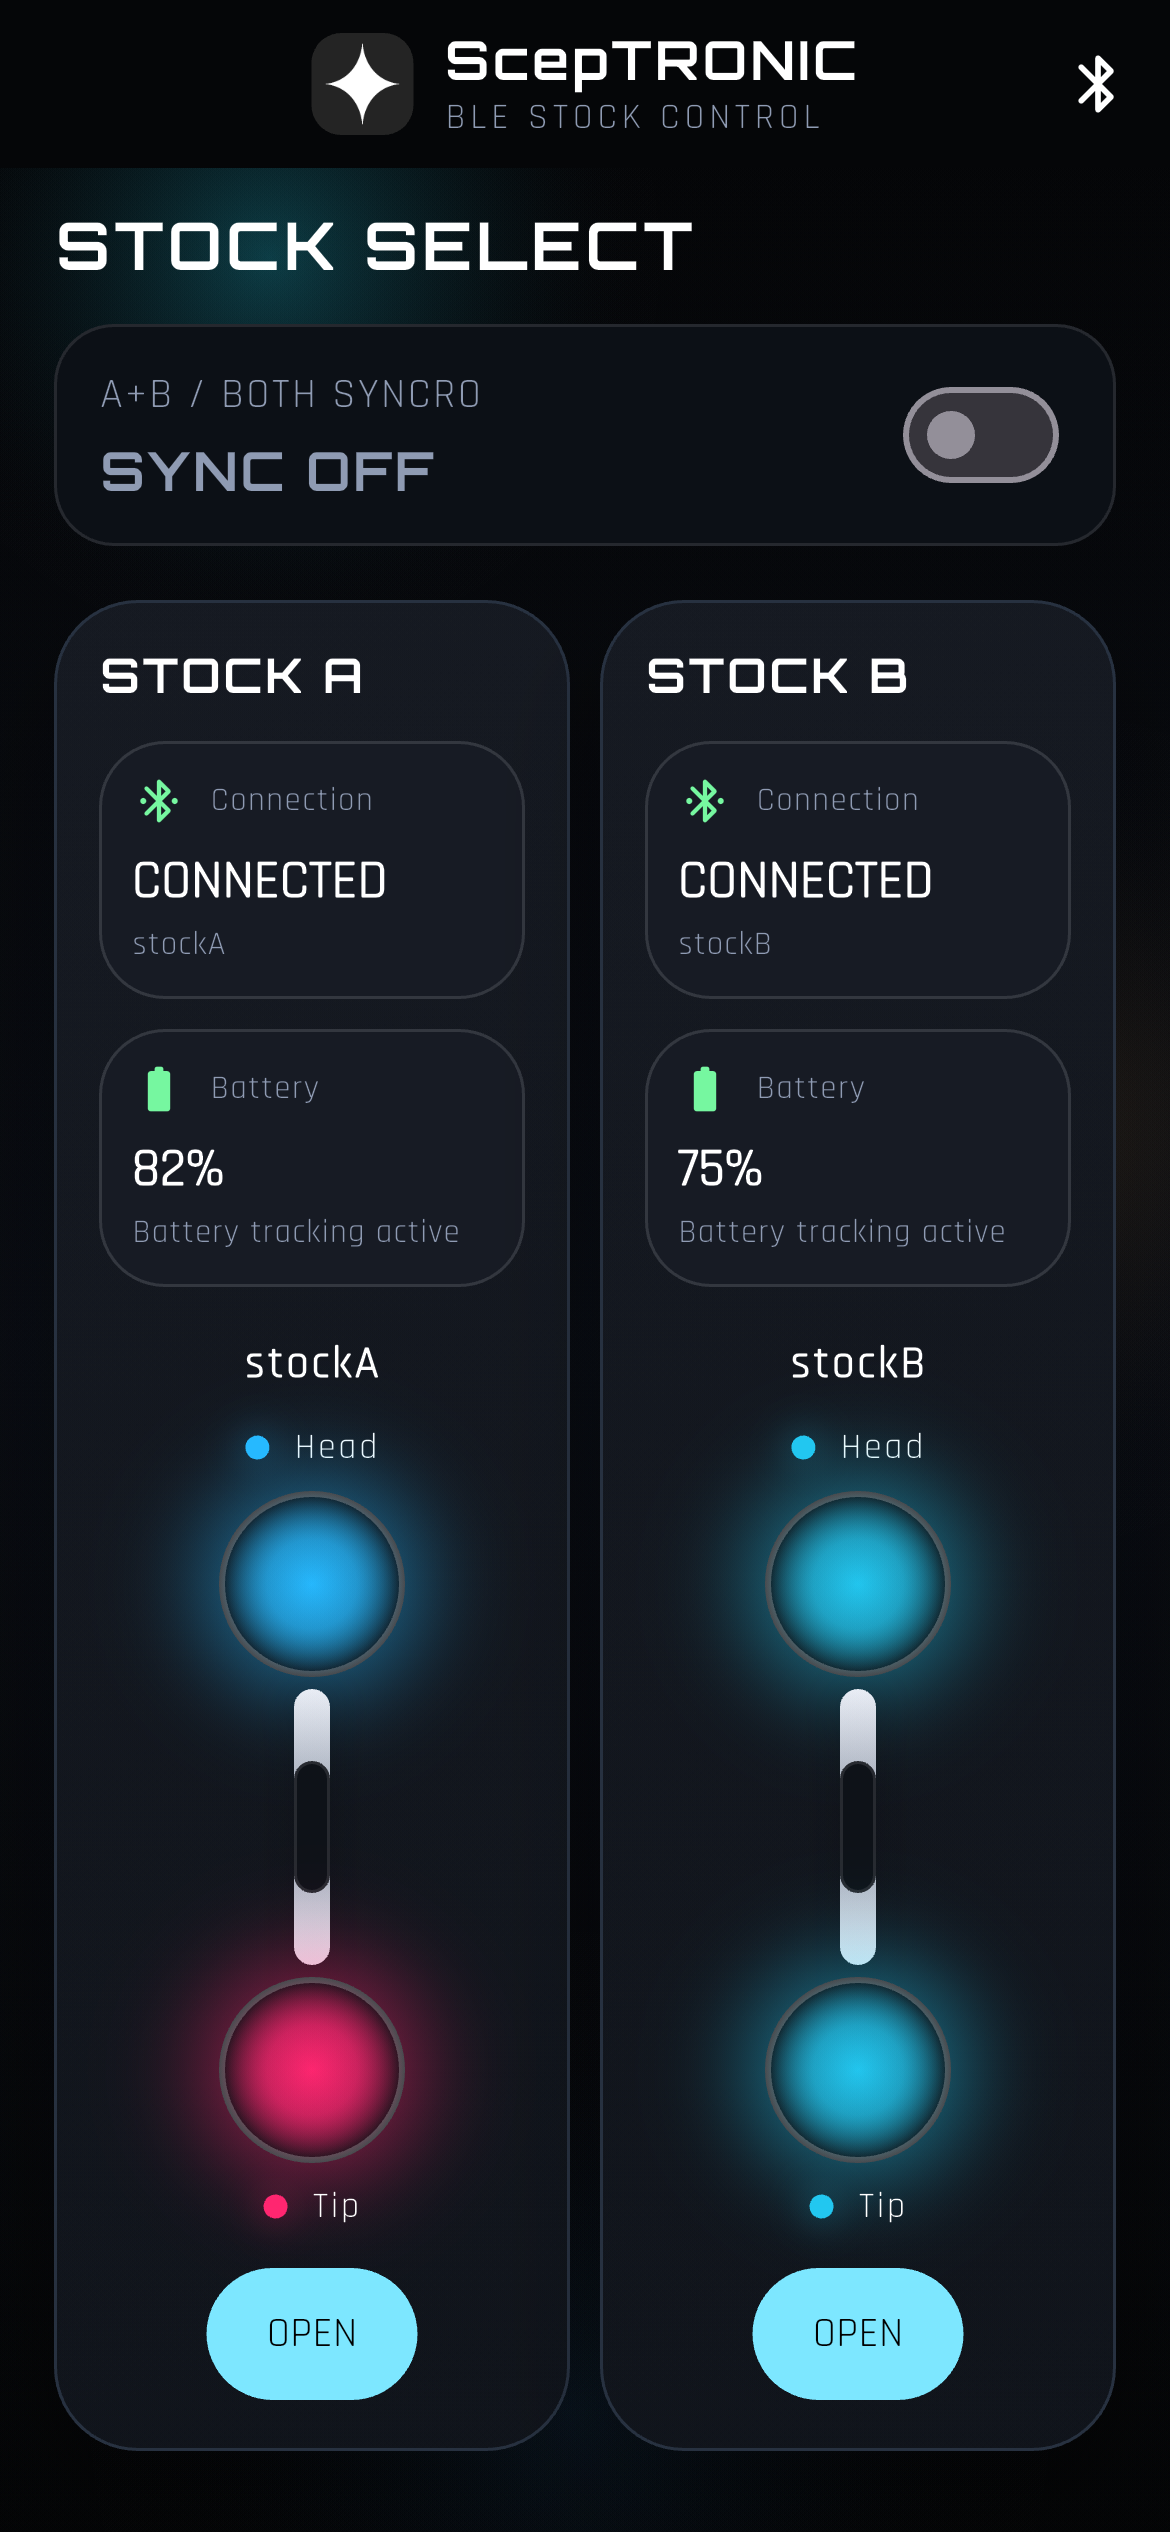 ScepTRONIC
BLE STOCK CONTROL
STOCK SELECT
A+B / BOTH SYNCRO
SYNC OFF
STOCK A
Connection
CONNECTED
stockA
Battery
82%
Battery tracking active
stockA
Head
Tip
OPEN
STOCK B
Connection
CONNECTED
stockB
Battery
75%
Battery tracking active
stockB
Head
Tip
OPEN